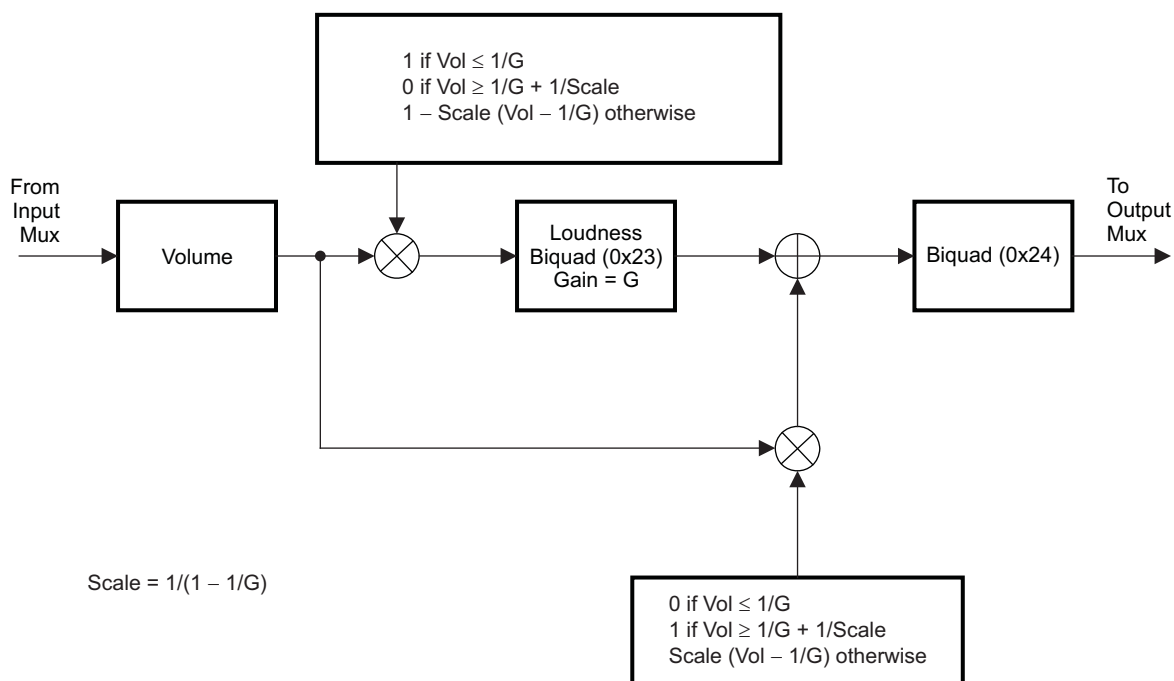 1 if Vol ≤ 1/G
0 if Vol ≥ 1/G + 1/Scale
1 − Scale (Vol − 1/G) otherwise
From
Input
Mux
Volume
Loudness
Biquad (0x23)
Gain = G
Biquad (0x24)
To
Output
Mux
Scale = 1/(1 − 1/G)
0 if Vol ≤ 1/G
1 if Vol ≥ 1/G + 1/Scale
Scale (Vol − 1/G) otherwise